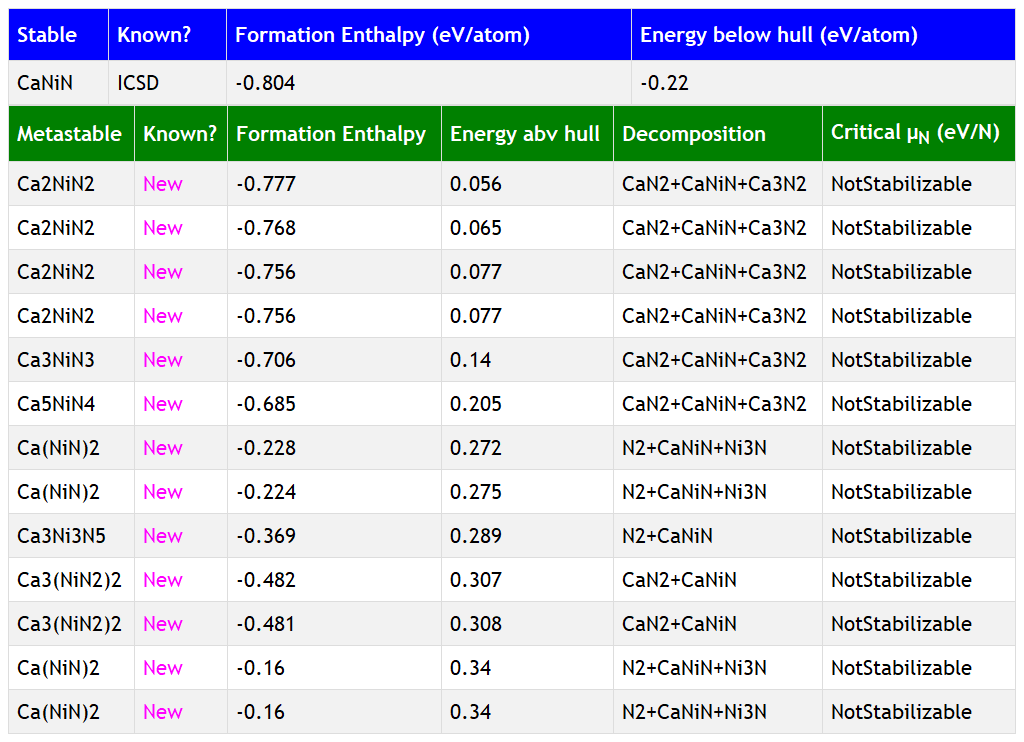 Stable Known? Formation Enthalpy (eV/atom) Energy below hull (eV/atom)
CaNiN ICSD -0.804 -0.22
Metastable Known? Formation Enthalpy Energy abv hull Decomposition Critical μN (eV/N)
Ca2NiN2 New -0.777 0.056 CaN2+CaNiN+Ca3N2 NotStabilizable
Ca2NiN2 New -0.768 0.065 CaN2+CaNiN+Ca3N2 NotStabilizable
Ca2NiN2 New -0.756 0.077 CaN2+CaNiN+Ca3N2 NotStabilizable
Ca2NiN2 New -0.756 0.077 CaN2+CaNiN+Ca3N2 NotStabilizable
Ca3NiN3 New -0.706 0.14 CaN2+CaNiN+Ca3N2 NotStabilizable
Ca5NiN4 New -0.685 0.205 CaN2+CaNiN+Ca3N2 NotStabilizable
Ca(NiN)2 New -0.228 0.272 N2+CaNiN+Ni3N NotStabilizable
Ca(NiN)2 New -0.224 0.275 N2+CaNiN+Ni3N NotStabilizable
Ca3Ni3N5 New -0.369 0.289 N2+CaNiN NotStabilizable
Ca3(NiN2)2 New -0.482 0.307 CaN2+CaNiN NotStabilizable
Ca3(NiN2)2 New -0.481 0.308 CaN2+CaNiN NotStabilizable
Ca(NiN)2 New -0.16 0.34 N2+CaNiN+Ni3N NotStabilizable
Ca(NiN)2 New -0.16 0.34 N2+CaNiN+Ni3N NotStabilizable